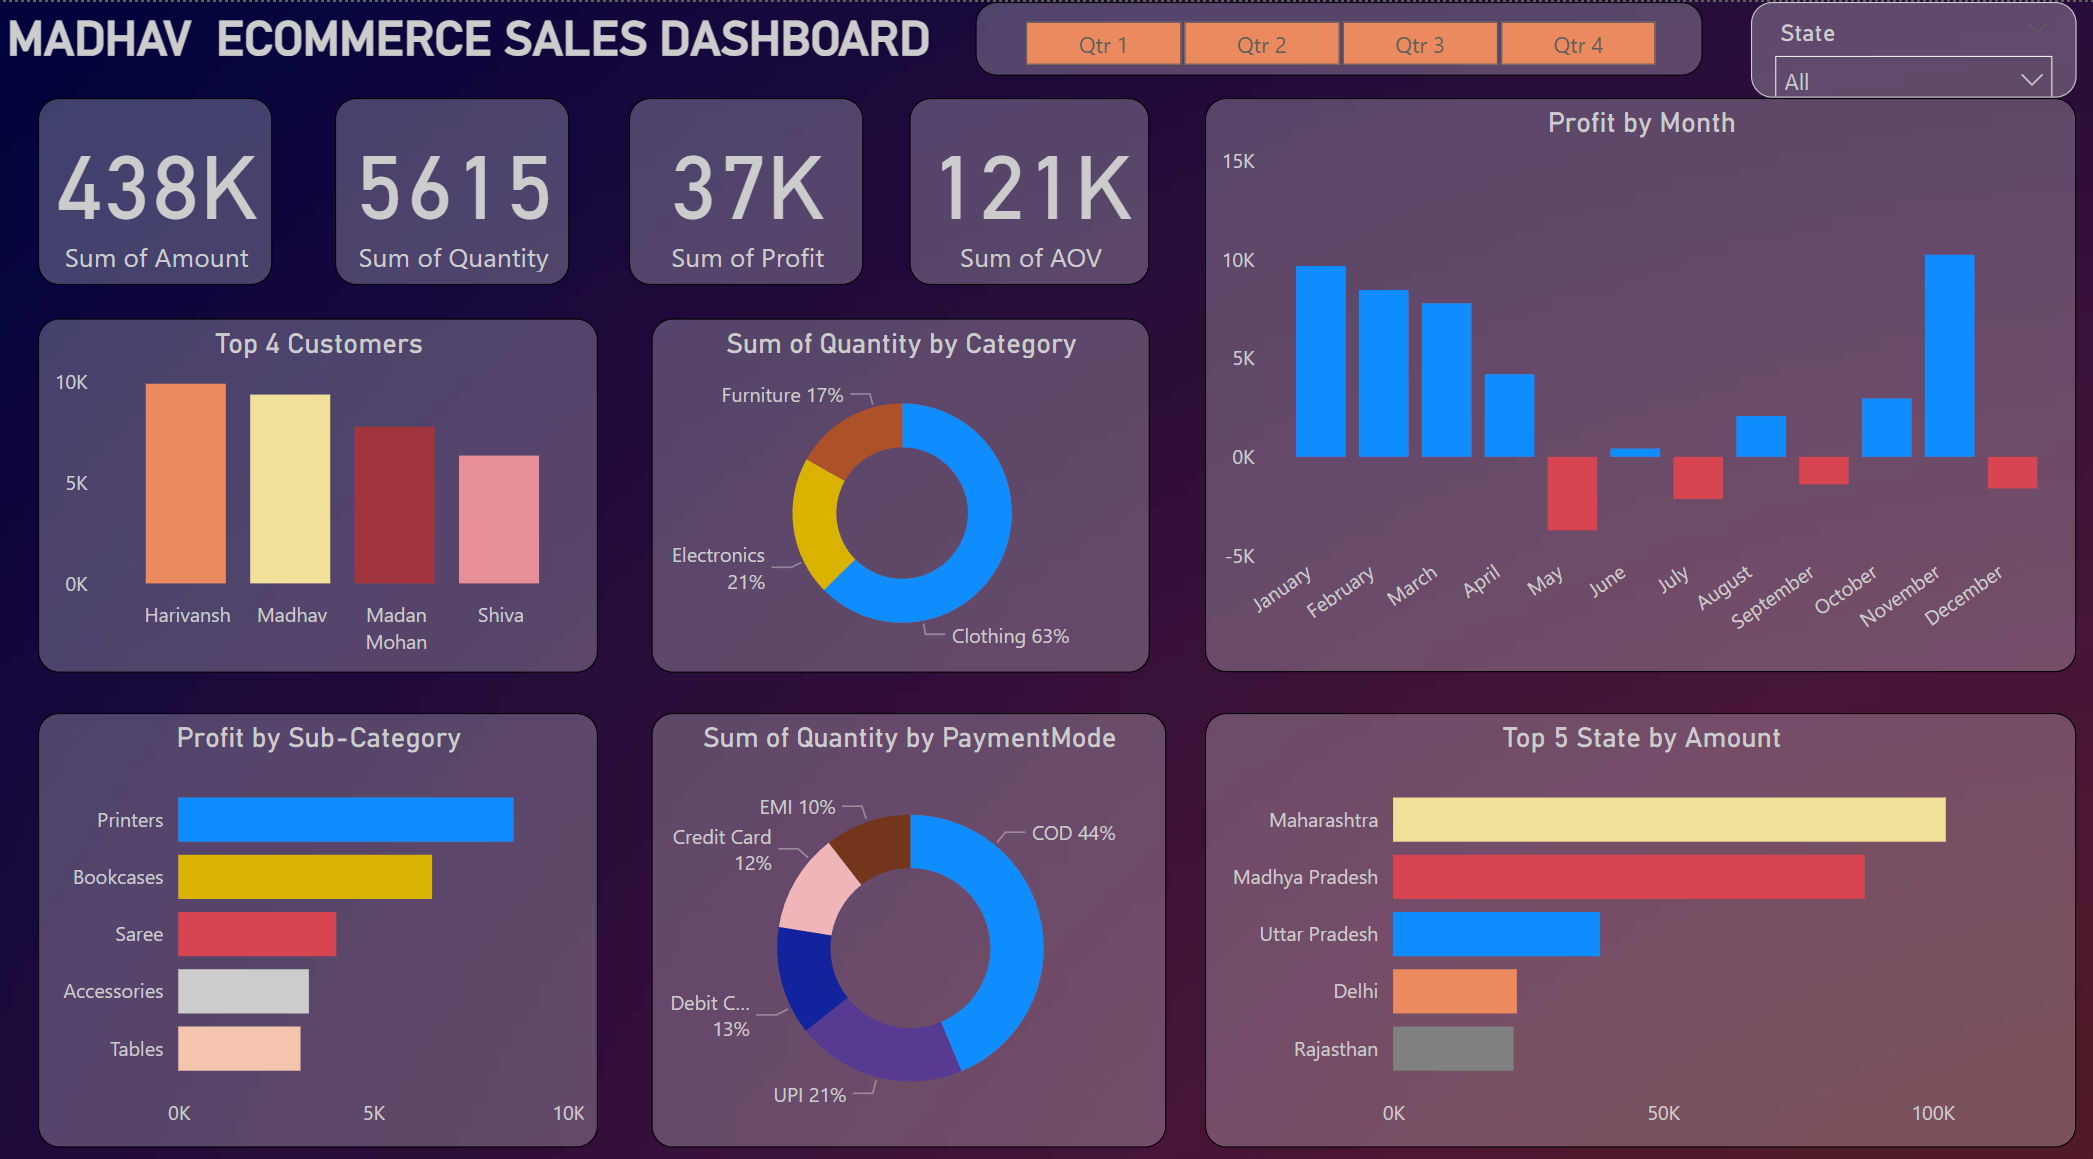 MADHAV ECOMMERCE SALES DASHBOARD
Qtr 1 Qtr 2 Qtr 3 Qtr 4
State
All
438K
Sum of Amount
5615
Sum of Quantity
37K
Sum of Profit
121K
Sum of AOV
Profit by Month
15K
10K
5K
0K
-5K
January February March April May June July August September October November December
Top 4 Customers
10K
5K
0K
Harivansh Madhav Madan Shiva
Mohan
Sum of Quantity by Category
Furniture 17%
Electronics
21%
Clothing 63%
Profit by Sub-Category
Printers
Bookcases
Saree
Accessories
Tables
0K 5K 10K
Sum of Quantity by PaymentMode
EMI 10%
COD 44%
Credit Card
12%
Debit C...
13%
UPI 21%
Top 5 State by Amount
Maharashtra
Madhya Pradesh
Uttar Pradesh
Delhi
Rajasthan
0K 50K 100K